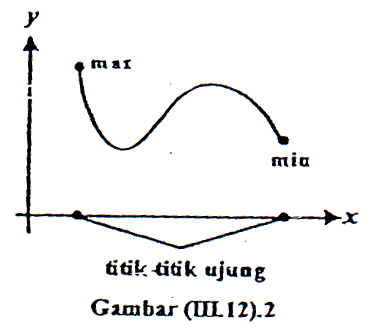 y
max
min
x
titik-titik ujung
Gambar (III.12).2